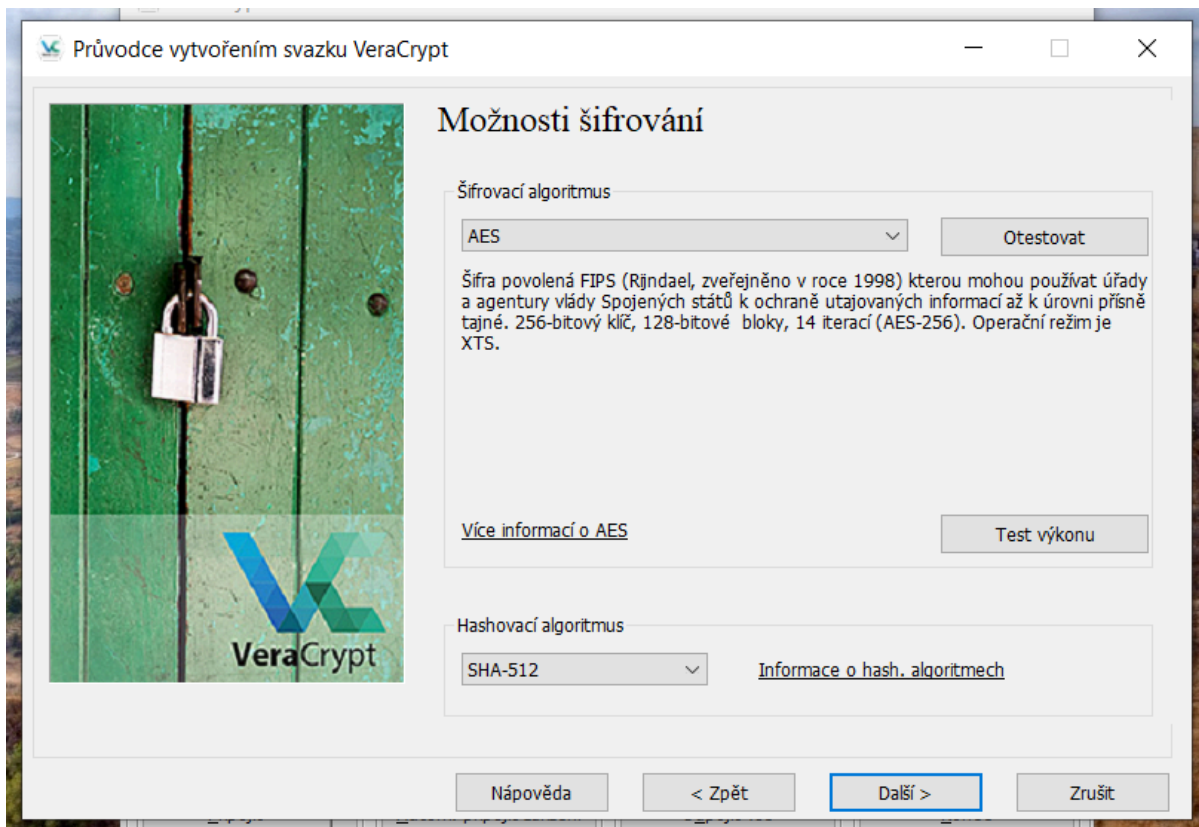 Průvodce vytvořením svazku VeraCrypt
Možnosti šifrování
Šifrovací algoritmus
AES
Otestovat
Šifra povolená FIPS (Rijndael, zveřejněno v roce 1998) kterou mohou používat úřady
a agentury vlády Spojených států k ochraně utajovaných informací až k úrovni přísně
tajné. 256-bitový klíč, 128-bitové bloky, 14 iterací (AES-256). Operační režim je
XTS.
Více informací o AES
Test výkonu
VeraCrypt
Hashovací algoritmus
SHA-512
Informace o hash. algoritmech
Nápověda
< Zpět
Další >
Zrušit